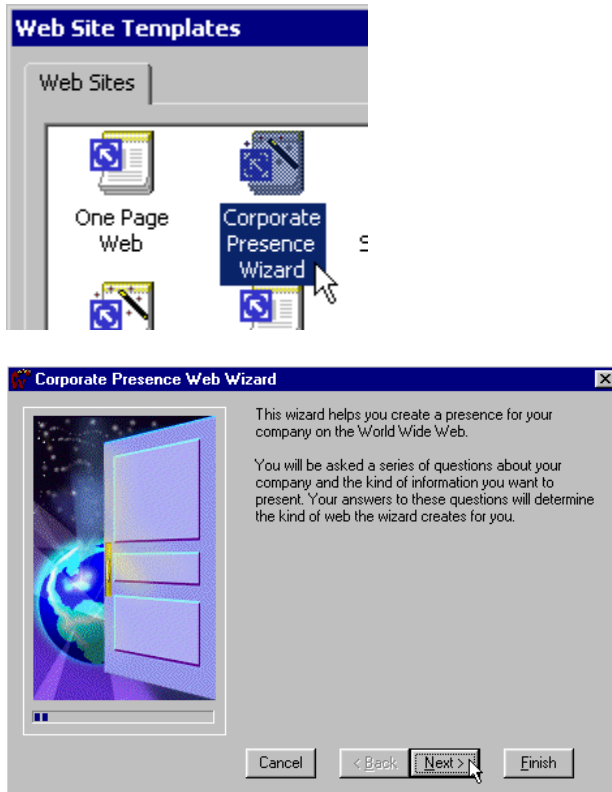 Web Site Templates
Web Sites
One Page
Web
Corporate
Presence
Wizard
Corporate Presence Web Wizard
This wizard helps you create a presence for your
company on the World Wide Web.
You will be asked a series of questions about your
company and the kind of information you want to
present. Your answers to these questions will determine
the kind of web the wizard creates for you.
Cancel
< Back
Next >
Finish